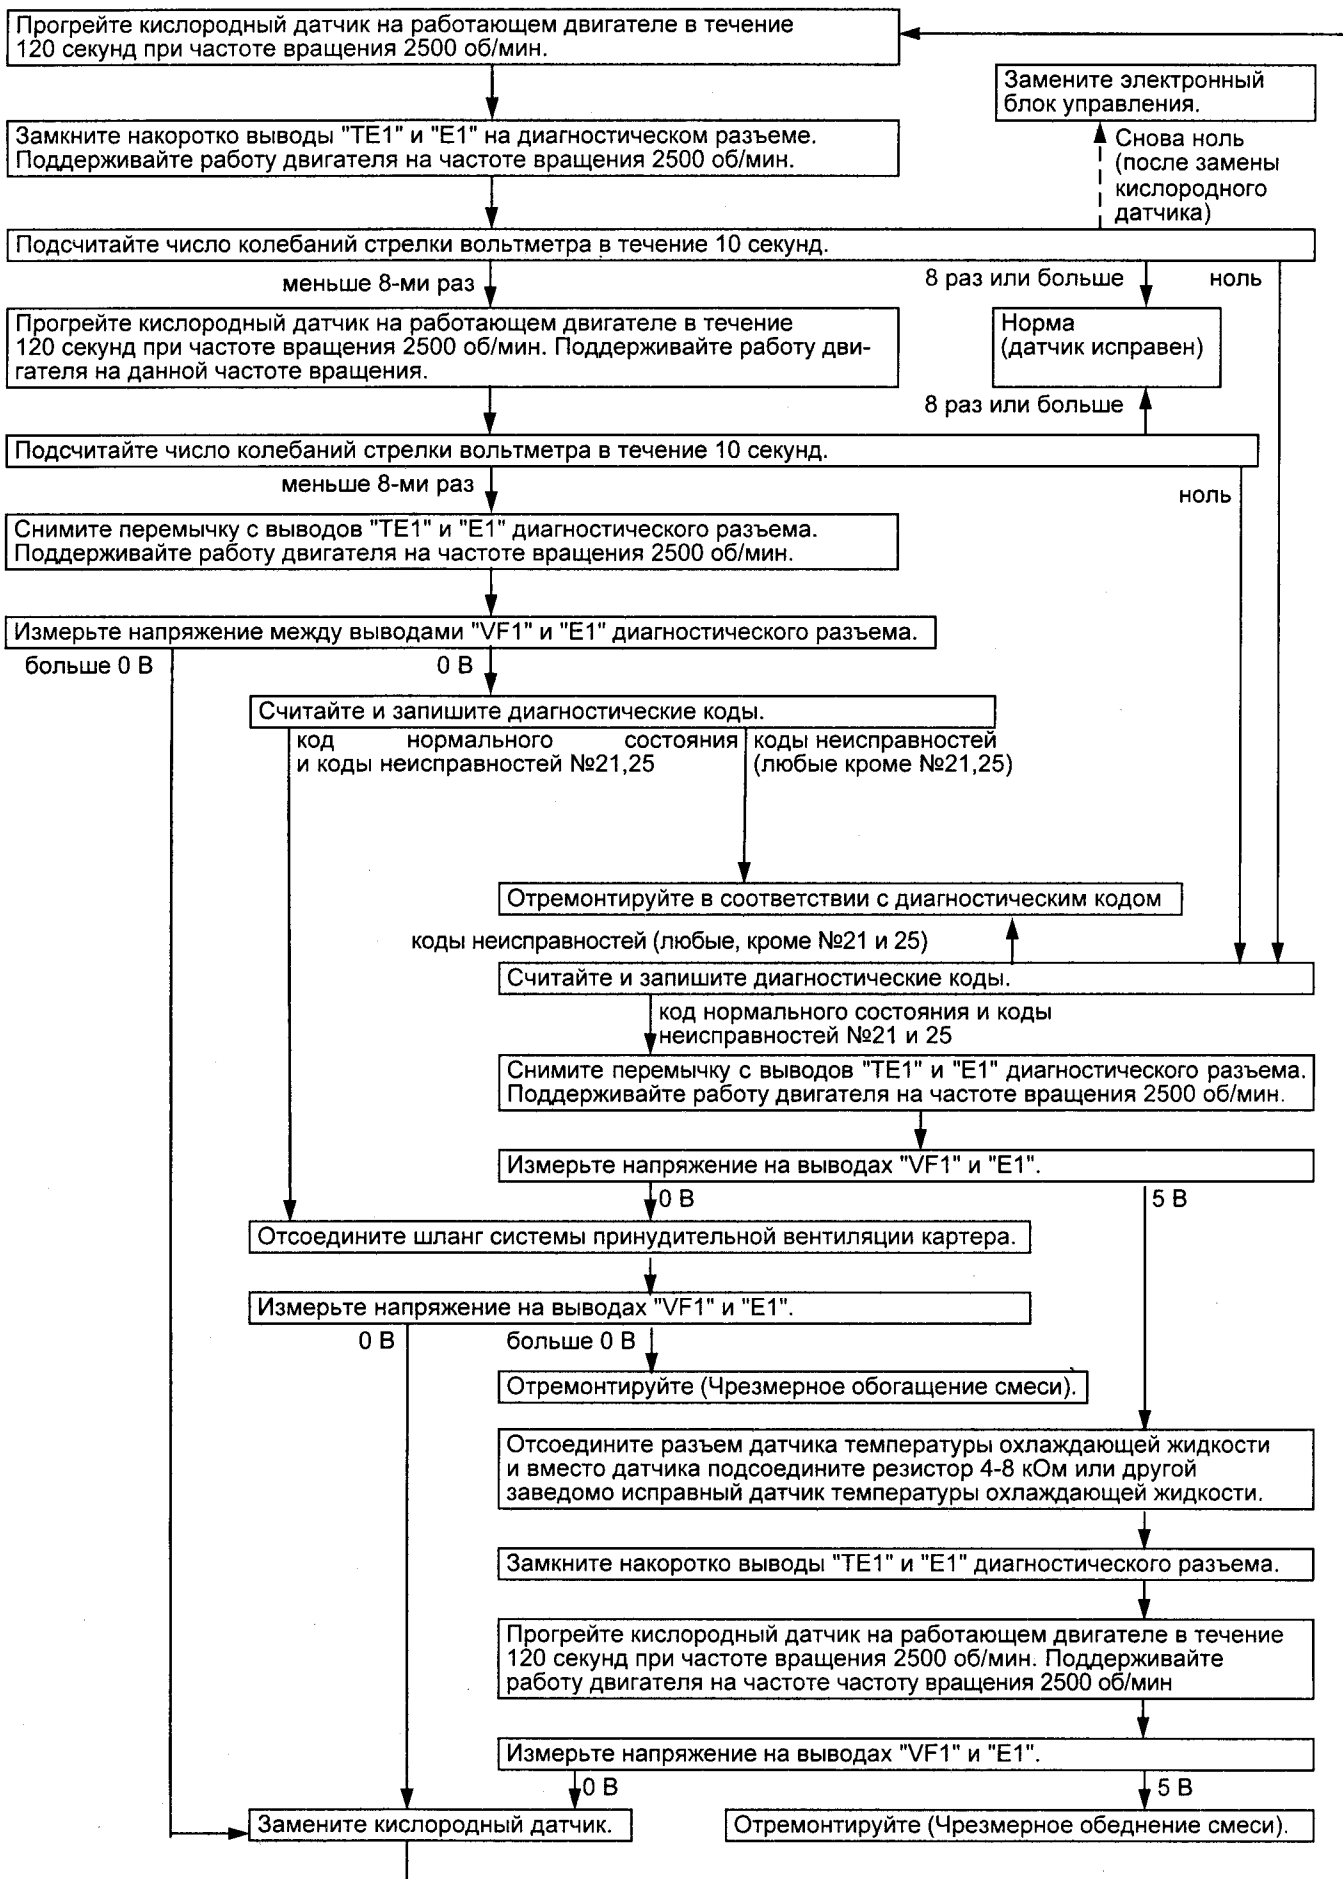 Прогрейте кислородный датчик на работающем двигателе в течение
120 секунд при частоте вращения 2500 об/мин.
Замените электронный
блок управления.
Замкните накоротко выводы "TE1" и "E1" на диагностическом разъеме.
Поддерживайте работу двигателя на частоте вращения 2500 об/мин.
Снова ноль
(после замены
кислородного
датчика)
Подсчитайте число колебаний стрелки вольтметра в течение 10 секунд.
меньше 8-ми раз
8 раз или больше
ноль
Прогрейте кислородный датчик на работающем двигателе в течение
120 секунд при частоте вращения 2500 об/мин. Поддерживайте работу дви-
гателя на данной частоте вращения.
Норма
(датчик исправен)
8 раз или больше
Подсчитайте число колебаний стрелки вольтметра в течение 10 секунд.
меньше 8-ми раз
ноль
Снимите перемычку с выводов "TE1" и "E1" диагностического разъема.
Поддерживайте работу двигателя на частоте вращения 2500 об/мин.
Измерьте напряжение между выводами "VF1" и "E1" диагностического разъема.
больше 0 В
0 В
Считайте и запишите диагностические коды.
код нормального состояния
и коды неисправностей №21,25
коды неисправностей
(любые кроме №21,25)
Отремонтируйте в соответствии с диагностическим кодом
коды неисправностей (любые, кроме №21 и 25)
Считайте и запишите диагностические коды.
код нормального состояния и коды
неисправностей №21 и 25
Снимите перемычку с выводов "TE1" и "E1" диагностического разъема.
Поддерживайте работу двигателя на частоте вращения 2500 об/мин.
Измерьте напряжение на выводах "VF1" и "E1".
0 В
5 В
Отсоедините шланг системы принудительной вентиляции картера.
Измерьте напряжение на выводах "VF1" и "E1".
0 В
больше 0 В
Отремонтируйте (Чрезмерное обогащение смеси).
Отсоедините разъем датчика температуры охлаждающей жидкости
и вместо датчика подсоедините резистор 4-8 кОм или другой
заведомо исправный датчик температуры охлаждающей жидкости.
Замкните накоротко выводы "TE1" и "E1" диагностического разъема.
Прогрейте кислородный датчик на работающем двигателе в течение
120 секунд при частоте вращения 2500 об/мин. Поддерживайте
работу двигателя на частоте частоту вращения 2500 об/мин
Измерьте напряжение на выводах "VF1" и "E1".
0 В
5 В
Замените кислородный датчик.
Отремонтируйте (Чрезмерное обеднение смеси).